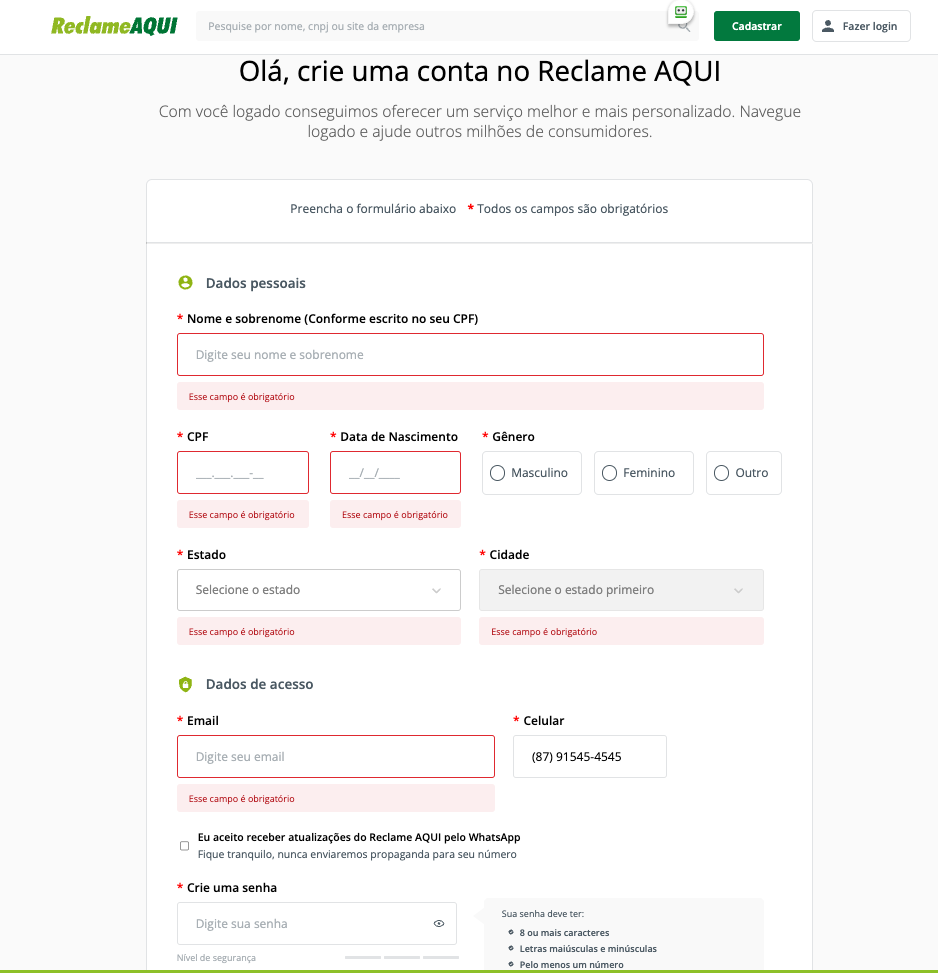 ReclameAQUI
Pesquise por nome, cnpj ou site da empresa
Cadastrar
Fazer login
Olá, crie uma conta no Reclame AQUI
Com você logado conseguimos oferecer um serviço melhor e mais personalizado. Navegue
logado e ajude outros milhões de consumidores.
Preencha o formulário abaixo * Todos os campos são obrigatórios
Dados pessoais
* Nome e sobrenome (Conforme escrito no seu CPF)
Digite seu nome e sobrenome
Esse campo é obrigatório
* CPF
* Data de Nascimento
* Gênero
___.___.___-__
__/__/____
Masculino
Feminino
Outro
Esse campo é obrigatório
Esse campo é obrigatório
* Estado
* Cidade
Selecione o estado
Selecione o estado primeiro
Esse campo é obrigatório
Esse campo é obrigatório
Dados de acesso
* Email
* Celular
Digite seu email
(87) 91545-4545
Esse campo é obrigatório
Eu aceito receber atualizações do Reclame AQUI pelo WhatsApp
Fique tranquilo, nunca enviaremos propaganda para seu número
* Crie uma senha
Digite sua senha
Nível de segurança
Sua senha deve ter:
8 ou mais caracteres
Letras maiúsculas e minúsculas
Pelo menos um número